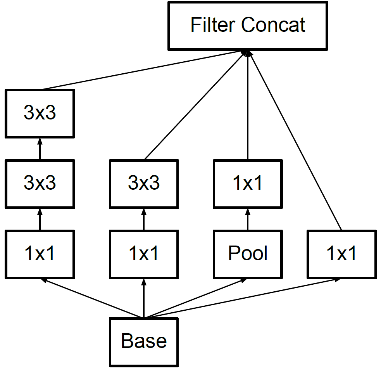 Filter Concat
3x3
3x3
3x3
1x1
1x1
1x1
Pool
1x1
Base